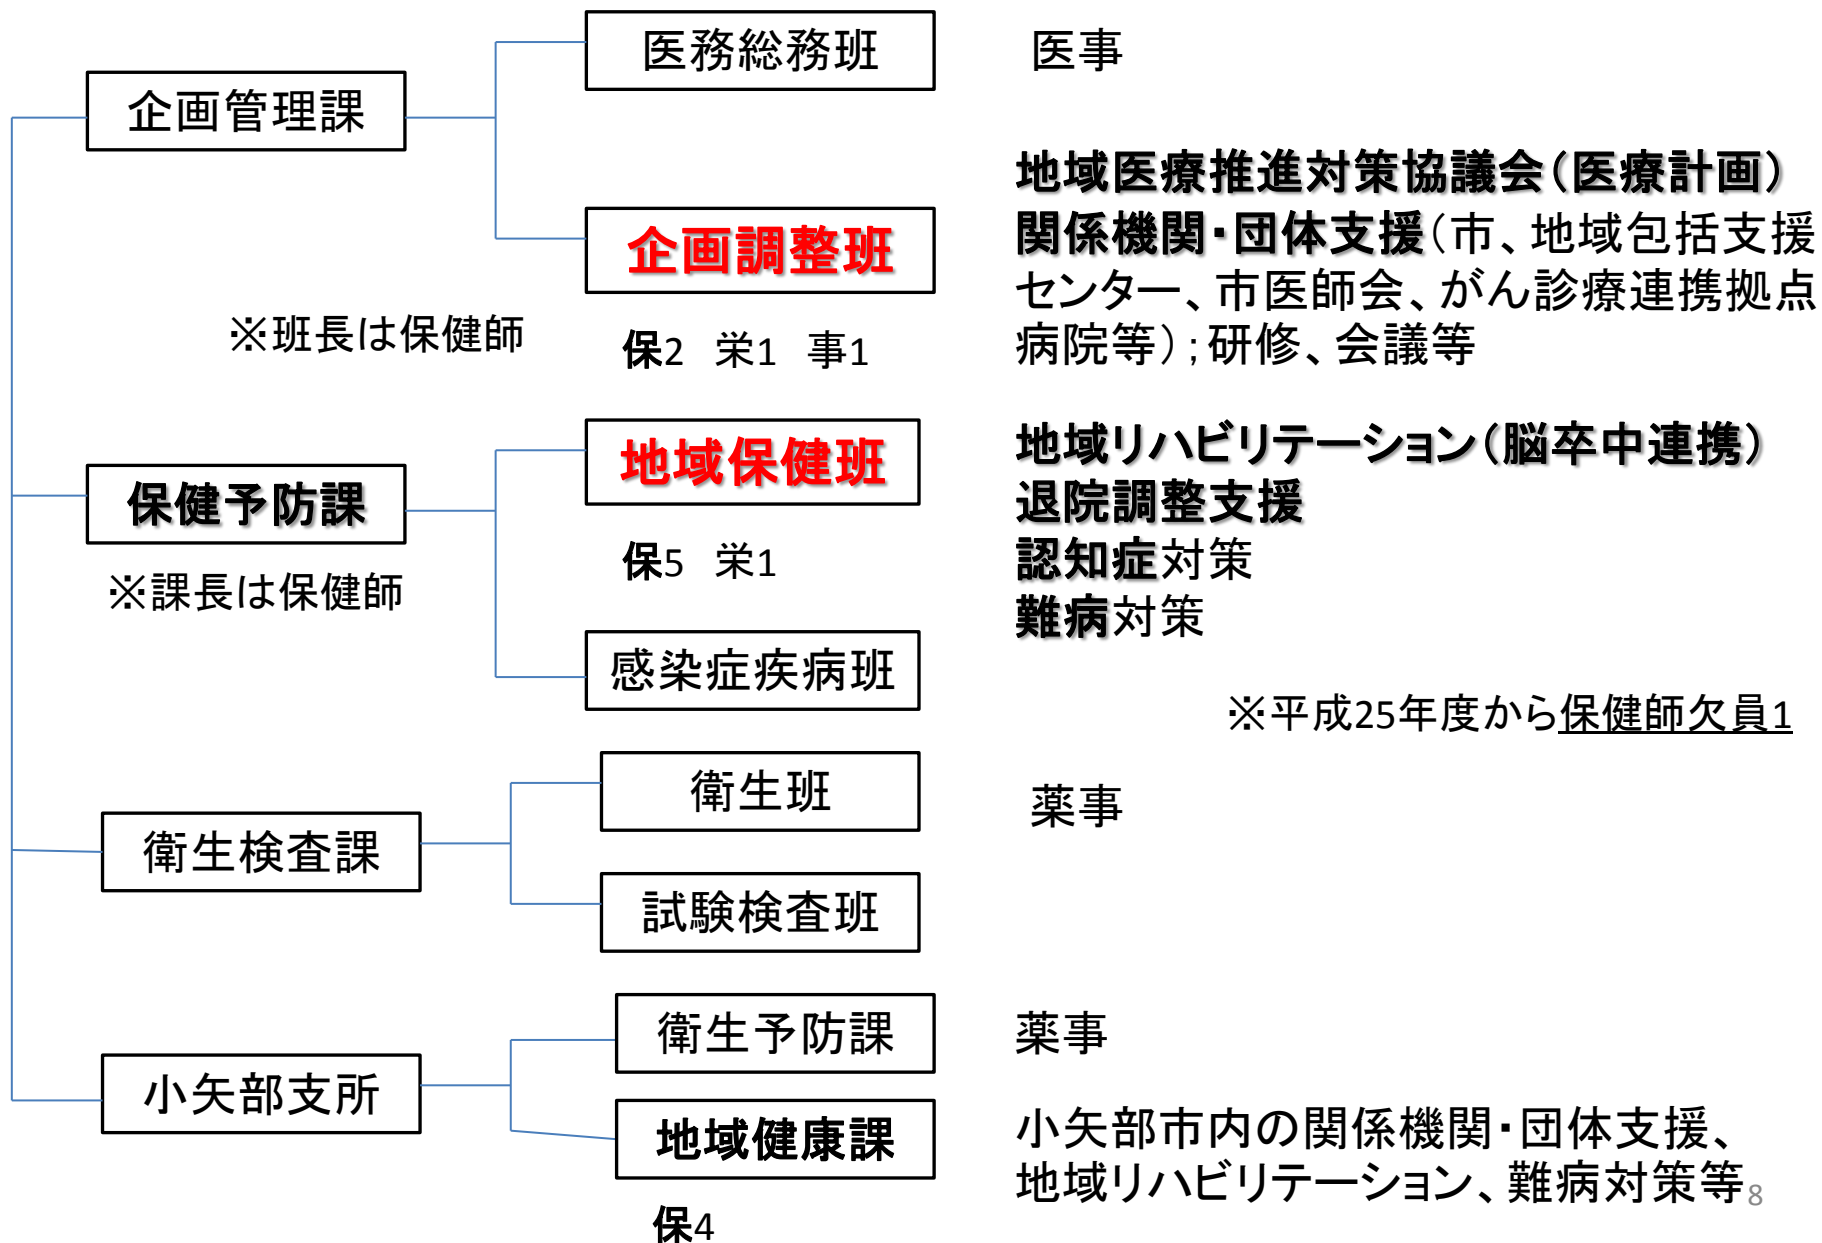 医務総務班
医事
企画管理課
地域医療推進対策協議会（医療計画）
企画調整班
関係機関・団体支援（市、地域包括支援
センター、市医師会、がん診療連携拠点
病院等）；研修、会議等
※班長は保健師
保2　栄1　事1
地域保健班
地域リハビリテーション（脳卒中連携）
保健予防課
退院調整支援
保5　栄1
認知症対策
※課長は保健師
難病対策
感染症疾病班
※平成25年度から保健師欠員1
衛生班
薬事
衛生検査課
試験検査班
衛生予防課
薬事
小矢部支所
地域健康課
小矢部市内の関係機関・団体支援、
地域リハビリテーション、難病対策等
8
保4